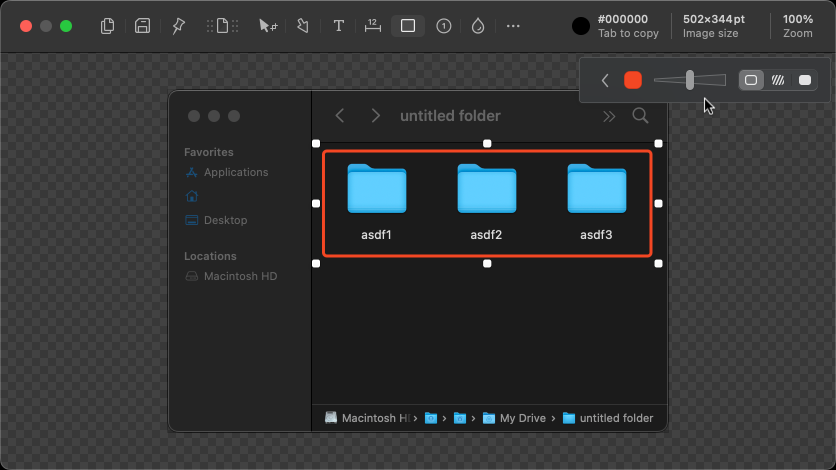 T
12
1
#000000
Tab to copy
502×344pt
Image size
100%
Zoom
untitled folder
Favorites
Applications
Desktop
Locations
Macintosh HD
asdf1
asdf2
asdf3
Macintosh H
My Drive
untitled folder